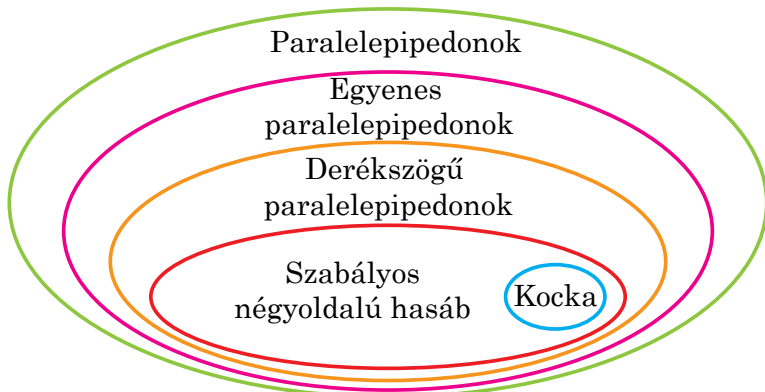 Paralelepipedonok
Egyenes
paralelepipedonok
Derékszögű
paralelepipedonok
Szabályos
négyoldalú hasáb
Kocka